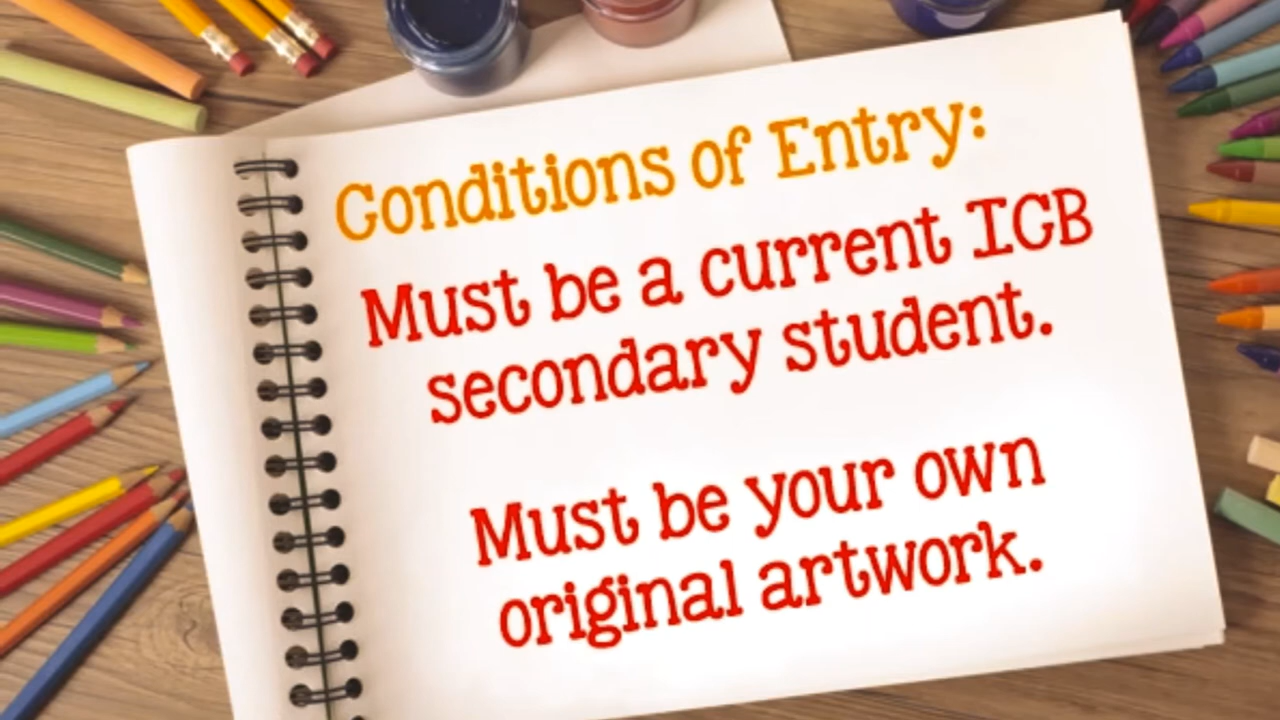 Conditions of Entry:
Must be a current ICB
secondary student.
Must be your own
original artwork.